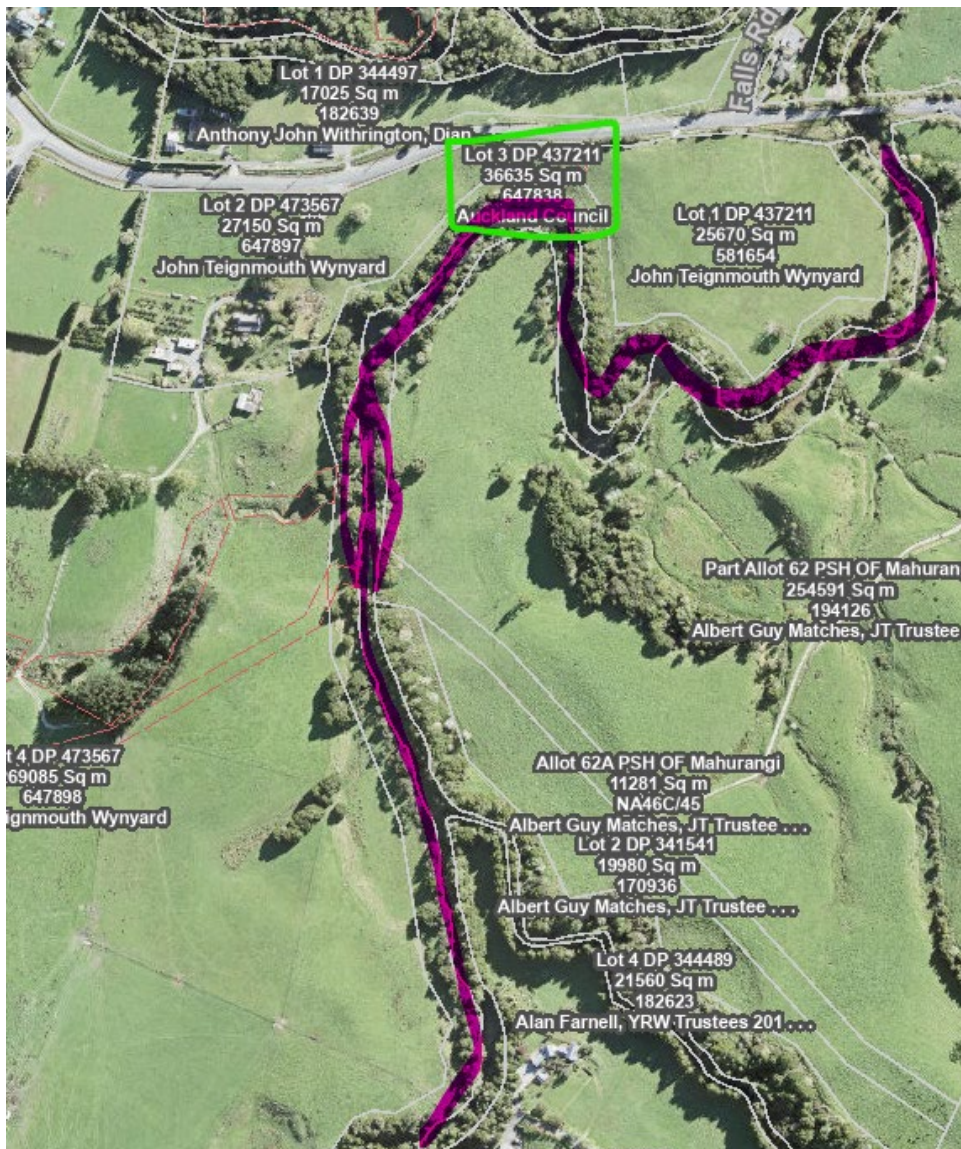 Lot 1 DP 344497
17025 Sq m
182639
Anthony John Withrington, Dian
Falls Rd
Lot 3 DP 437211
36635 Sq m
647838
Auckland Council
Lot 2 DP 473567
27150 Sq m
647897
John Teignmouth Wynyard
Lot 1 DP 437211
25670 Sq m
581654
John Teignmouth Wynyard
Part Allot 62 PSH OF Mahuran
254591 Sq m
194126
Albert Guy Matches, JT Trustee
t 4 DP 473567
269085 Sq m
647898
ignmouth Wynyard
Allot 62A PSH OF Mahurangi
11281 Sq m
NA46C/45
Albert Guy Matches, JT Trustee . . .
Lot 2 DP 341541
19980 Sq m
170936
Albert Guy Matches, JT Trustee . . .
Lot 4 DP 344489
21560 Sq m
182623
Alan Farnell, YRW Trustees 201 . . .